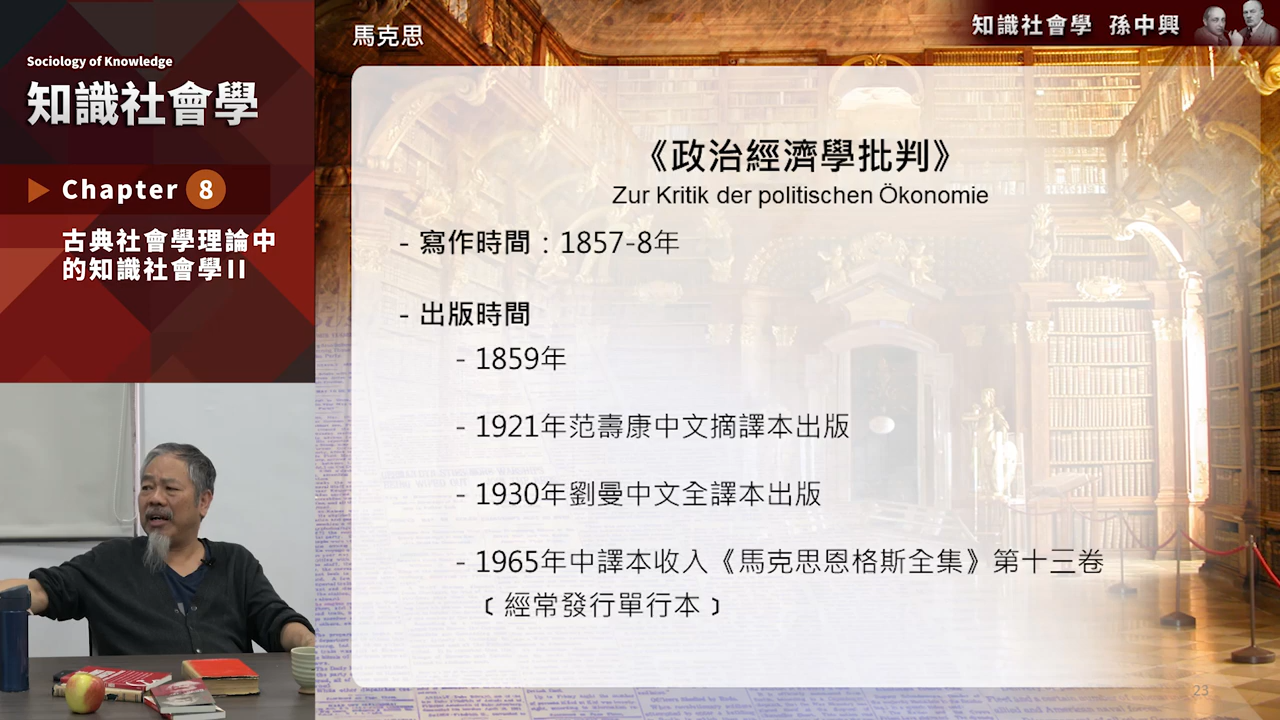 Sociology of Knowledge
知識社會學
Chapter 8
古典社會學理論中
的知識社會學II
馬克思
知識社會學 孫中興
《政治經濟學批判》
Zur Kritik der politischen Ökonomie
- 寫作時間：1857-8年
- 出版時間
- 1859年
- 1921年范壽康中文摘譯本出版
- 1930年劉曼中文全譯本出版
- 1965年中譯本收入《馬克思恩格斯全集》第十三卷
﹝經常發行單行本﹞
23